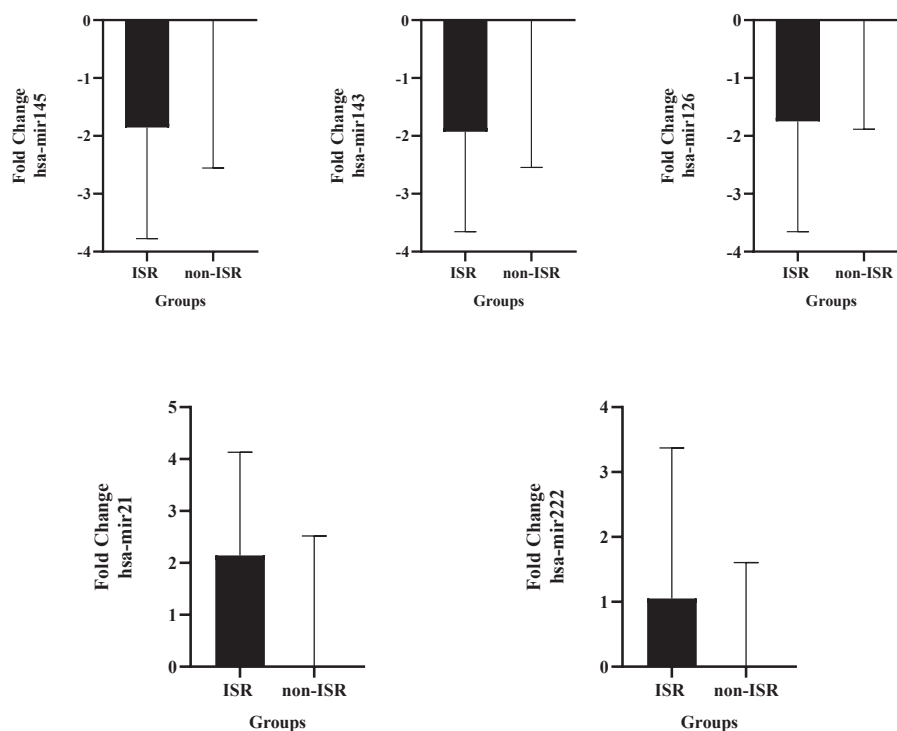 Fold Change
hsa-mir145
0
-1
-2
-3
-4
ISR
non-ISR
Groups
Fold Change
hsa-mir143
0
-1
-2
-3
-4
ISR
non-ISR
Groups
Fold Change
hsa-mir126
0
-1
-2
-3
-4
ISR
non-ISR
Groups
Fold Change
hsa-mir21
5
4
3
2
1
0
ISR
non-ISR
Groups
Fold Change
hsa-mir222
4
3
2
1
0
ISR
non-ISR
Groups